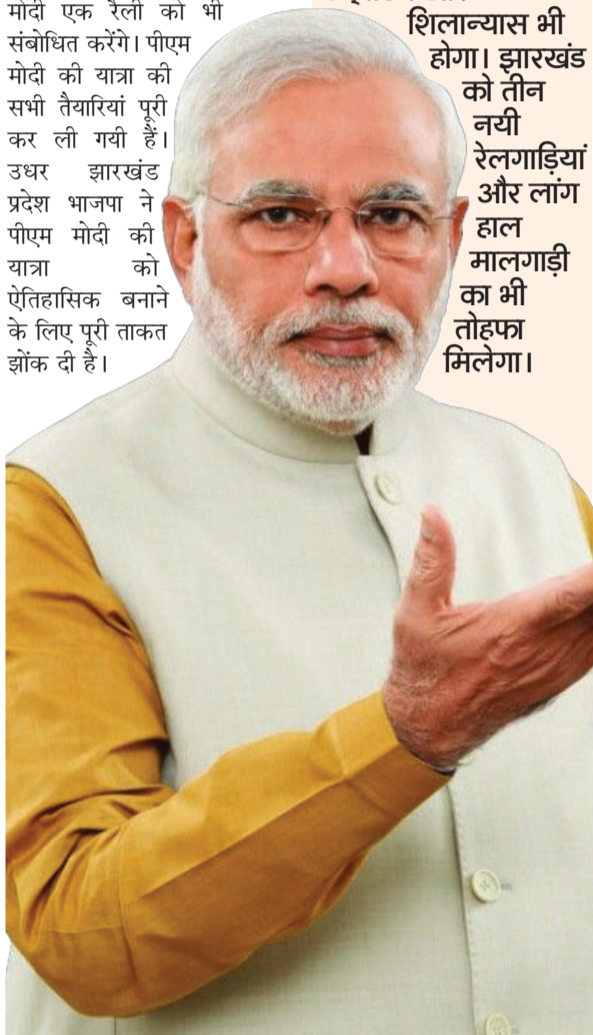 मोदी एक रैली को भी
संबोधित करेंगे। पीएम
मोदी की यात्रा की
सभी तैयारियां पूरी
कर ली गयी हैं।
उधर झारखंड
प्रदेश भाजपा ने
पीएम मोदी की
यात्रा को
ऐतिहासिक बनाने
के लिए पूरी ताकत
झोंक दी है।
शिलान्यास भी
होगा। झारखंड
को तीन
नयी
रेलगाड़ियां
और लांग
हाल
मालगाड़ी
का भी
तोहफा
मिलेगा।